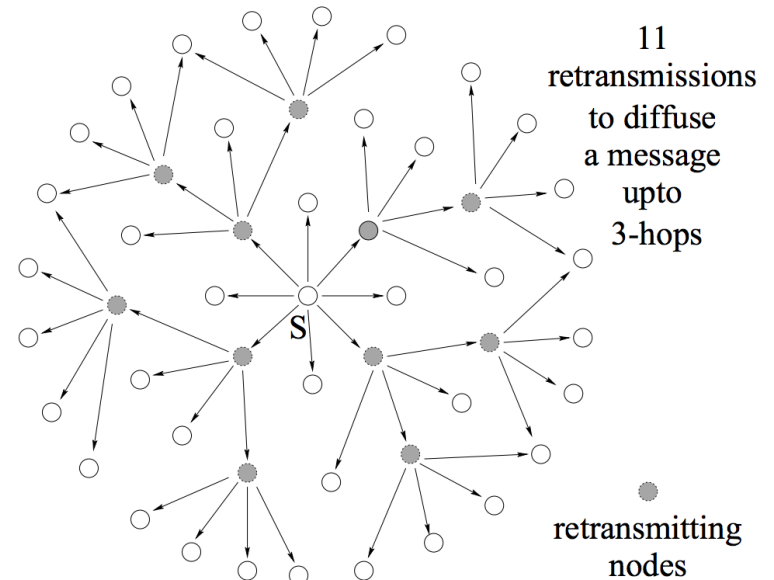 11
retransmissions
to diffuse
a message
upto
3-hops
S
retransmitting
nodes